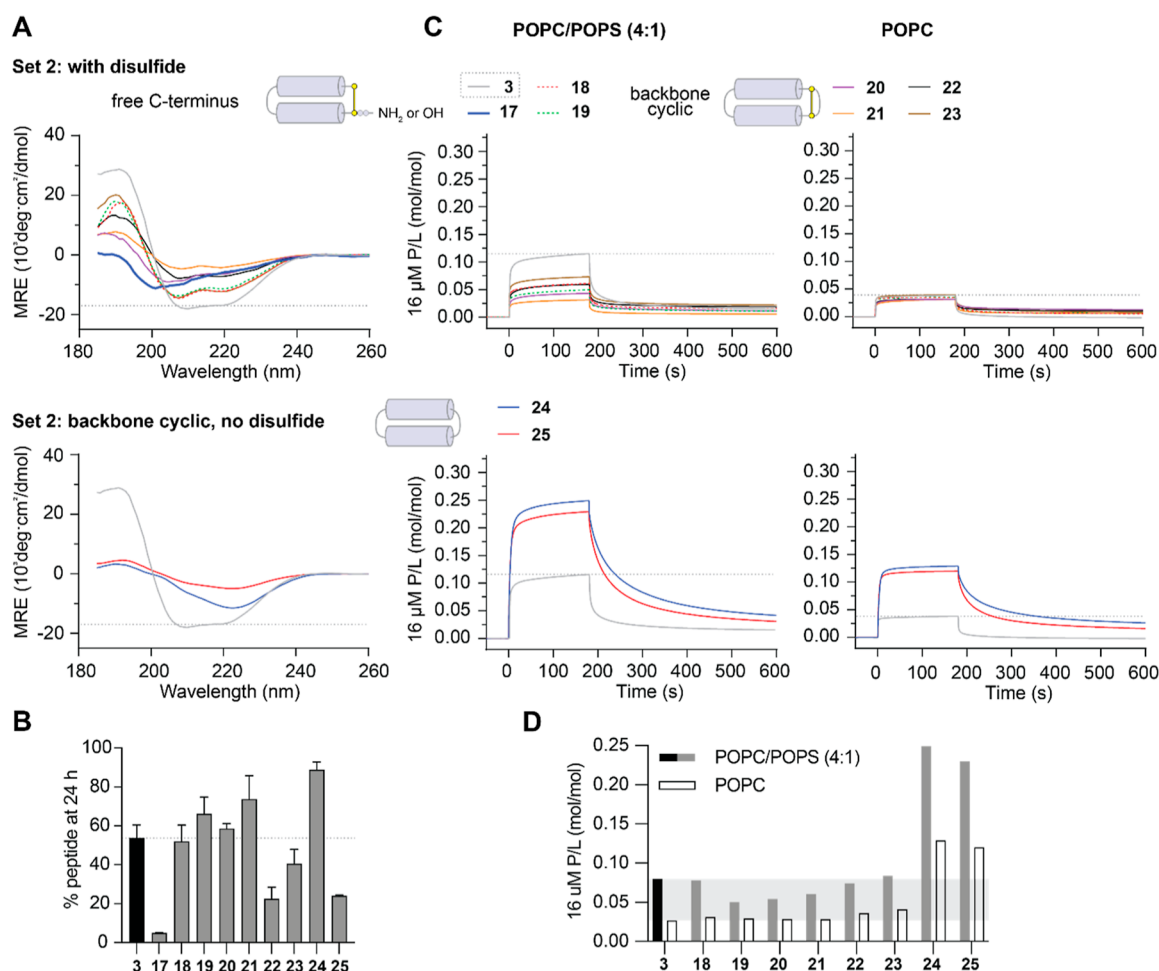 A
Set 2: with disulfide
free C-terminus
NH2 or OH
C
POPC/POPS (4:1)
POPC
3
17
18
19
backbone
cyclic
20
21
22
23
MRE (10³deg·cm²/dmol)
40
20
0
-20
180 200 220 240 260
Wavelength (nm)
16 µM P/L (mol/mol)
0.30
0.25
0.20
0.15
0.10
0.05
0.00
0 100 200 300 400 500 600
Time (s)
0.30
0.25
0.20
0.15
0.10
0.05
0.00
0 100 200 300 400 500 600
Time (s)
Set 2: backbone cyclic, no disulfide
24
25
MRE (10³deg·cm²/dmol)
40
20
0
-20
180 200 220 240 260
Wavelength (nm)
16 µM P/L (mol/mol)
0.30
0.25
0.20
0.15
0.10
0.05
0.00
0 100 200 300 400 500 600
Time (s)
0.30
0.25
0.20
0.15
0.10
0.05
0.00
0 100 200 300 400 500 600
Time (s)
B
% peptide at 24 h
100
80
60
40
20
0
3 17 18 19 20 21 22 23 24 25
D
16 uM P/L (mol/mol)
0.25
0.20
0.15
0.10
0.05
0.00
POPC/POPS (4:1)
POPC
3 18 19 20 21 22 23 24 25